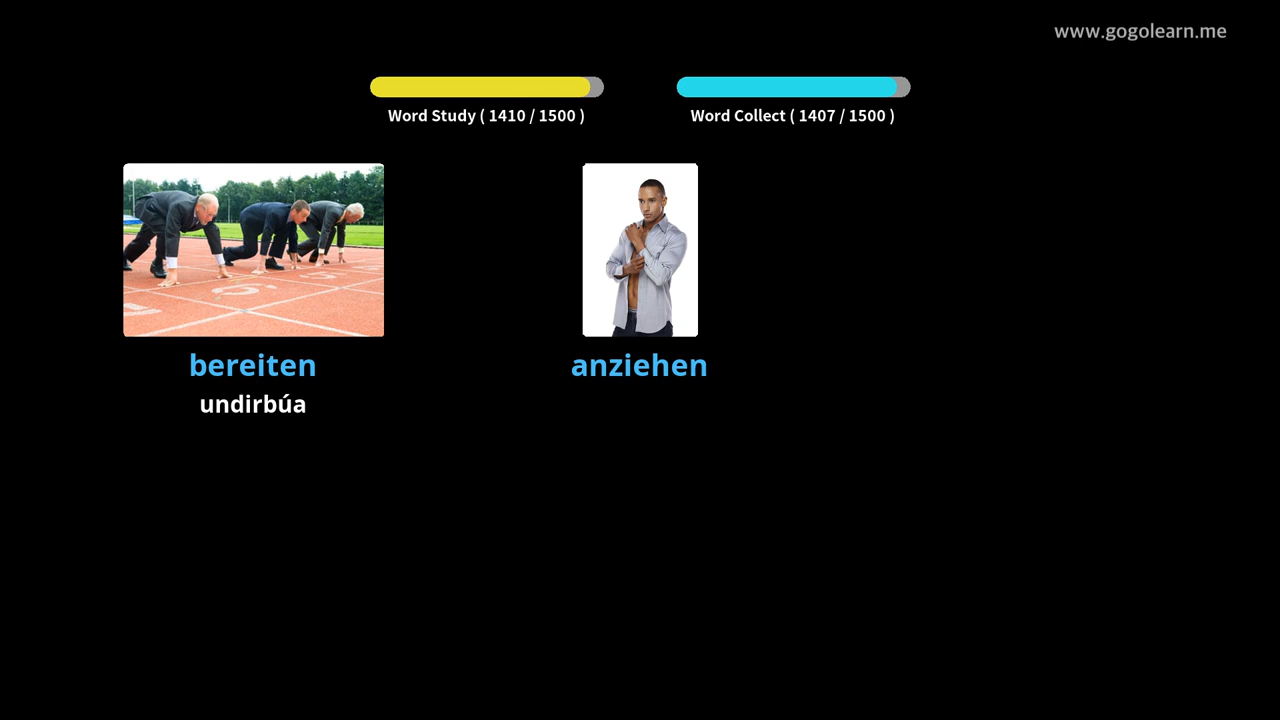 www.gogolearn.me
Word Study ( 1410 / 1500 )
Word Collect ( 1407 / 1500 )
bereiten
undirbúa
anziehen